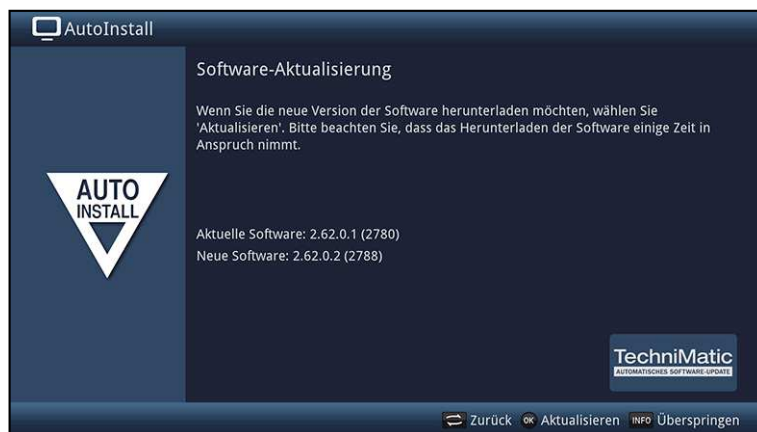 AutoInstall
Software-Aktualisierung
Wenn Sie die neue Version der Software herunterladen möchten, wählen Sie
'Aktualisieren'. Bitte beachten Sie, dass das Herunterladen der Software einige Zeit in
Anspruch nimmt.
AUTO
INSTALL
Aktuelle Software: 2.62.0.1 (2780)
Neue Software: 2.62.0.2 (2788)
TechniMatic
AUTOMATISCHES SOFTWARE-UPDATE
Zurück OK Aktualisieren INFO Überspringen